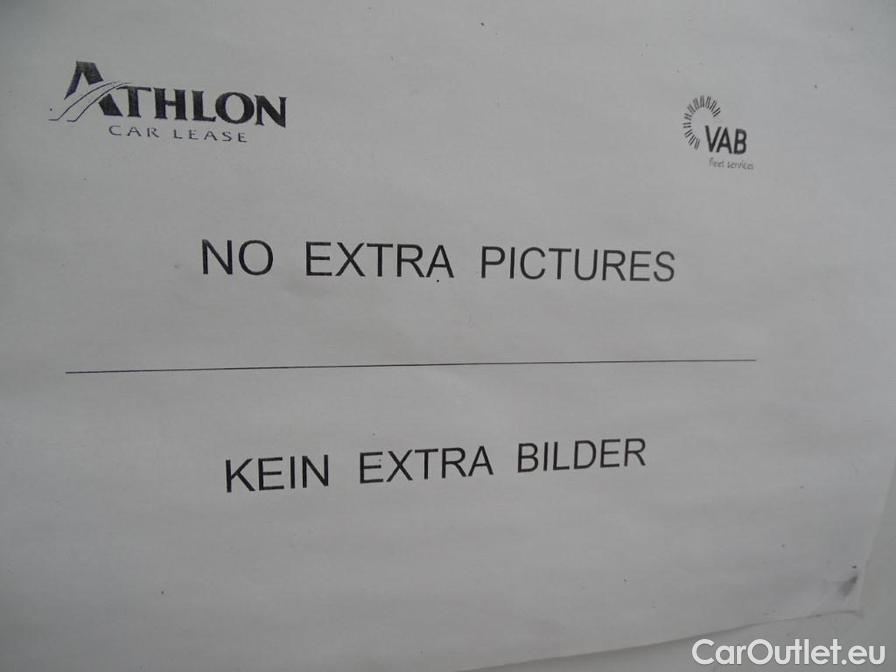 ATHLON
CAR LEASE
VAB
fleet services
NO EXTRA PICTURES
KEIN EXTRA BILDER
CarOutlet.eu